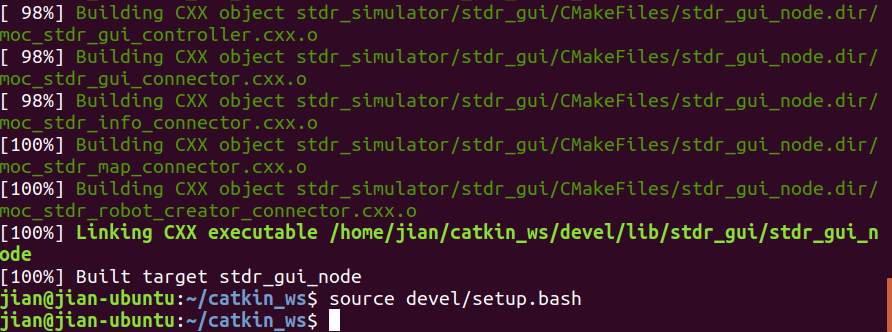 [ 98%] Building CXX object stdr_simulator/stdr_gui/CMakeFiles/stdr_gui_node.dir/
moc_stdr_gui_controller.cxx.o
[ 98%] Building CXX object stdr_simulator/stdr_gui/CMakeFiles/stdr_gui_node.dir/
moc_stdr_gui_connector.cxx.o
[ 98%] Building CXX object stdr_simulator/stdr_gui/CMakeFiles/stdr_gui_node.dir/
moc_stdr_info_connector.cxx.o
[100%] Building CXX object stdr_simulator/stdr_gui/CMakeFiles/stdr_gui_node.dir/
moc_stdr_map_connector.cxx.o
[100%] Building CXX object stdr_simulator/stdr_gui/CMakeFiles/stdr_gui_node.dir/
moc_stdr_robot_creator_connector.cxx.o
[100%] Linking CXX executable /home/jian/catkin_ws/devel/lib/stdr_gui/stdr_gui_n
ode
[100%] Built target stdr_gui_node
jian@jian-ubuntu:~/catkin_ws$ source devel/setup.bash
jian@jian-ubuntu:~/catkin_ws$